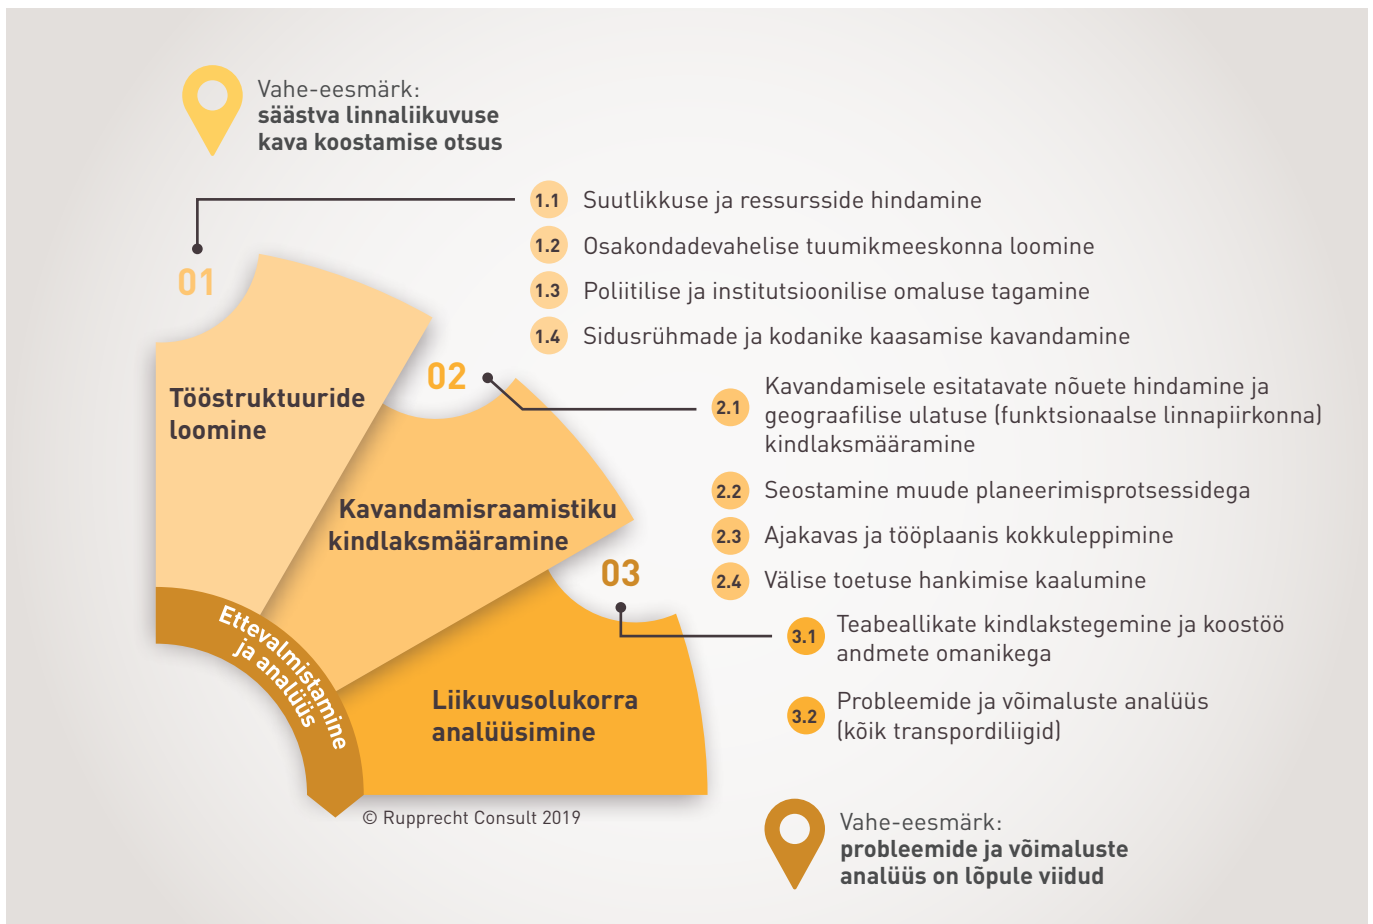 Vahe-eesmärk:
säästva linnaliikuvuse
kava koostamise otsus
01
1.1 Suutlikkuse ja ressursside hindamine
1.2 Osakondadevahelise tuumikmeeskonna loomine
1.3 Poliitilise ja institutsioonilise omaluse tagamine
1.4 Sidusrühmade ja kodanike kaasamise kavandamine
Tööstruktuuride
loomine
02
2.1 Kavandamisele esitatavate nõuete hindamine ja
geograafilise ulatuse (funktsionaalse linnapiirkonna)
kindlaksmääramine
2.2 Seostamine muude planeerimisprotsessidega
2.3 Ajakavas ja tööplaanis kokkuleppimine
2.4 Välise toetuse hankimise kaalumine
Kavandamisraamistiku
kindlaksmääramine
03
3.1 Teabeallikate kindlakstegemine ja koostöö
andmete omanikega
3.2 Probleemide ja võimaluste analüüs
(kõik transpordiliigid)
Liikuvusolukorra
analüüsimine
Ettevalmistamine
ja analüüs
© Rupprecht Consult 2019
Vahe-eesmärk:
probleemide ja võimaluste
analüüs on lõpule viidud